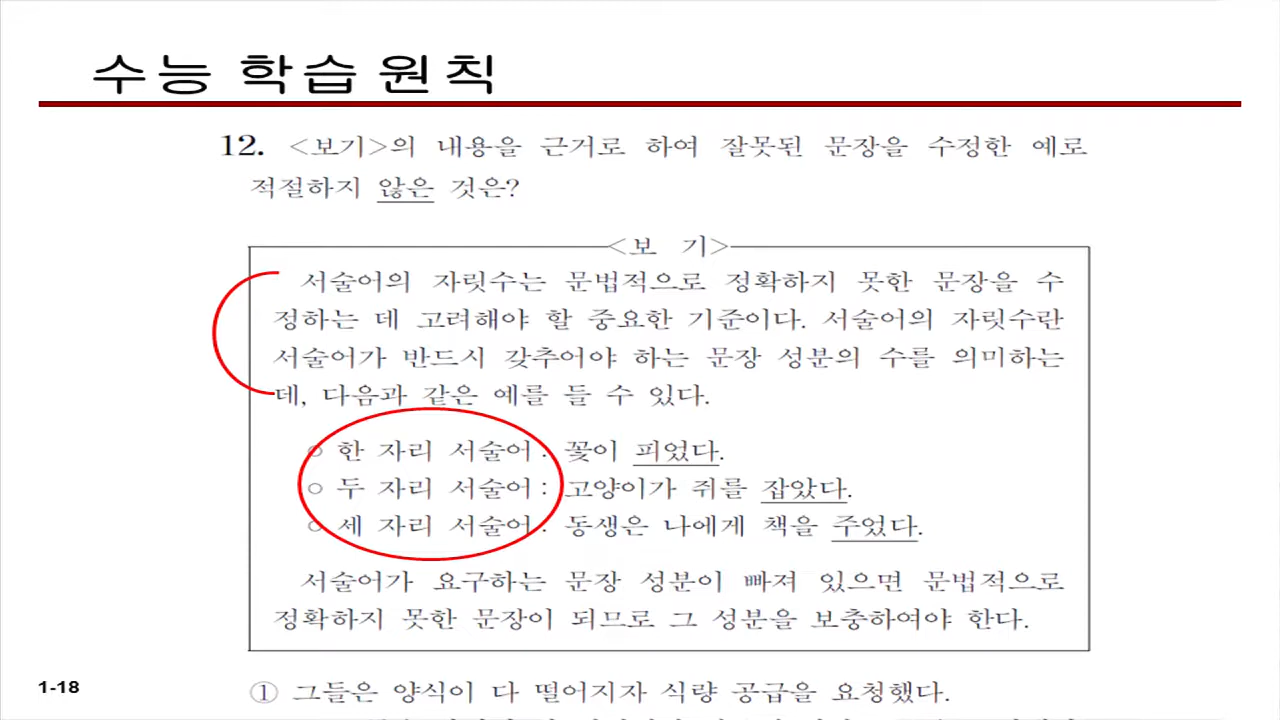 수능 학습 원칙
12. <보기>의 내용을 근거로 하여 잘못된 문장을 수정한 예로
적절하지 않은 것은?
<보 기>
서술어의 자릿수는 문법적으로 정확하지 못한 문장을 수
정하는 데 고려해야 할 중요한 기준이다. 서술어의 자릿수란
서술어가 반드시 갖추어야 하는 문장 성분의 수를 의미하는
데, 다음과 같은 예를 들 수 있다.
○ 한 자리 서술어 : 꽃이 피었다.
○ 두 자리 서술어 : 고양이가 쥐를 잡았다.
○ 세 자리 서술어 : 동생은 나에게 책을 주었다.
서술어가 요구하는 문장 성분이 빠져 있으면 문법적으로
정확하지 못한 문장이 되므로 그 성분을 보충하여야 한다.
① 그들은 양식이 다 떨어지자 식량 공급을 요청했다.
1-18